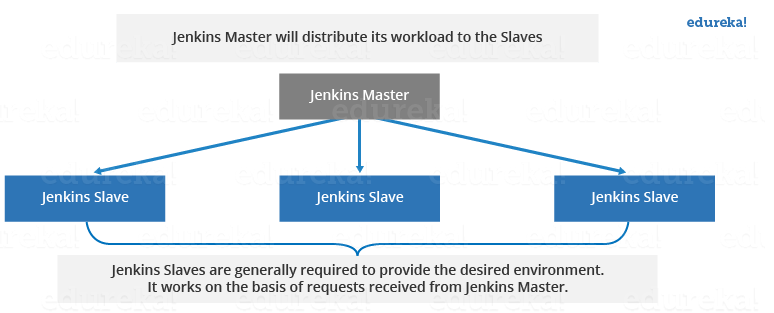 edureka!
Jenkins Master will distribute its workload to the Slaves
Jenkins Master
Jenkins Slave
Jenkins Slave
Jenkins Slave
Jenkins Slaves are generally required to provide the desired environment.
It works on the basis of requests received from Jenkins Master.